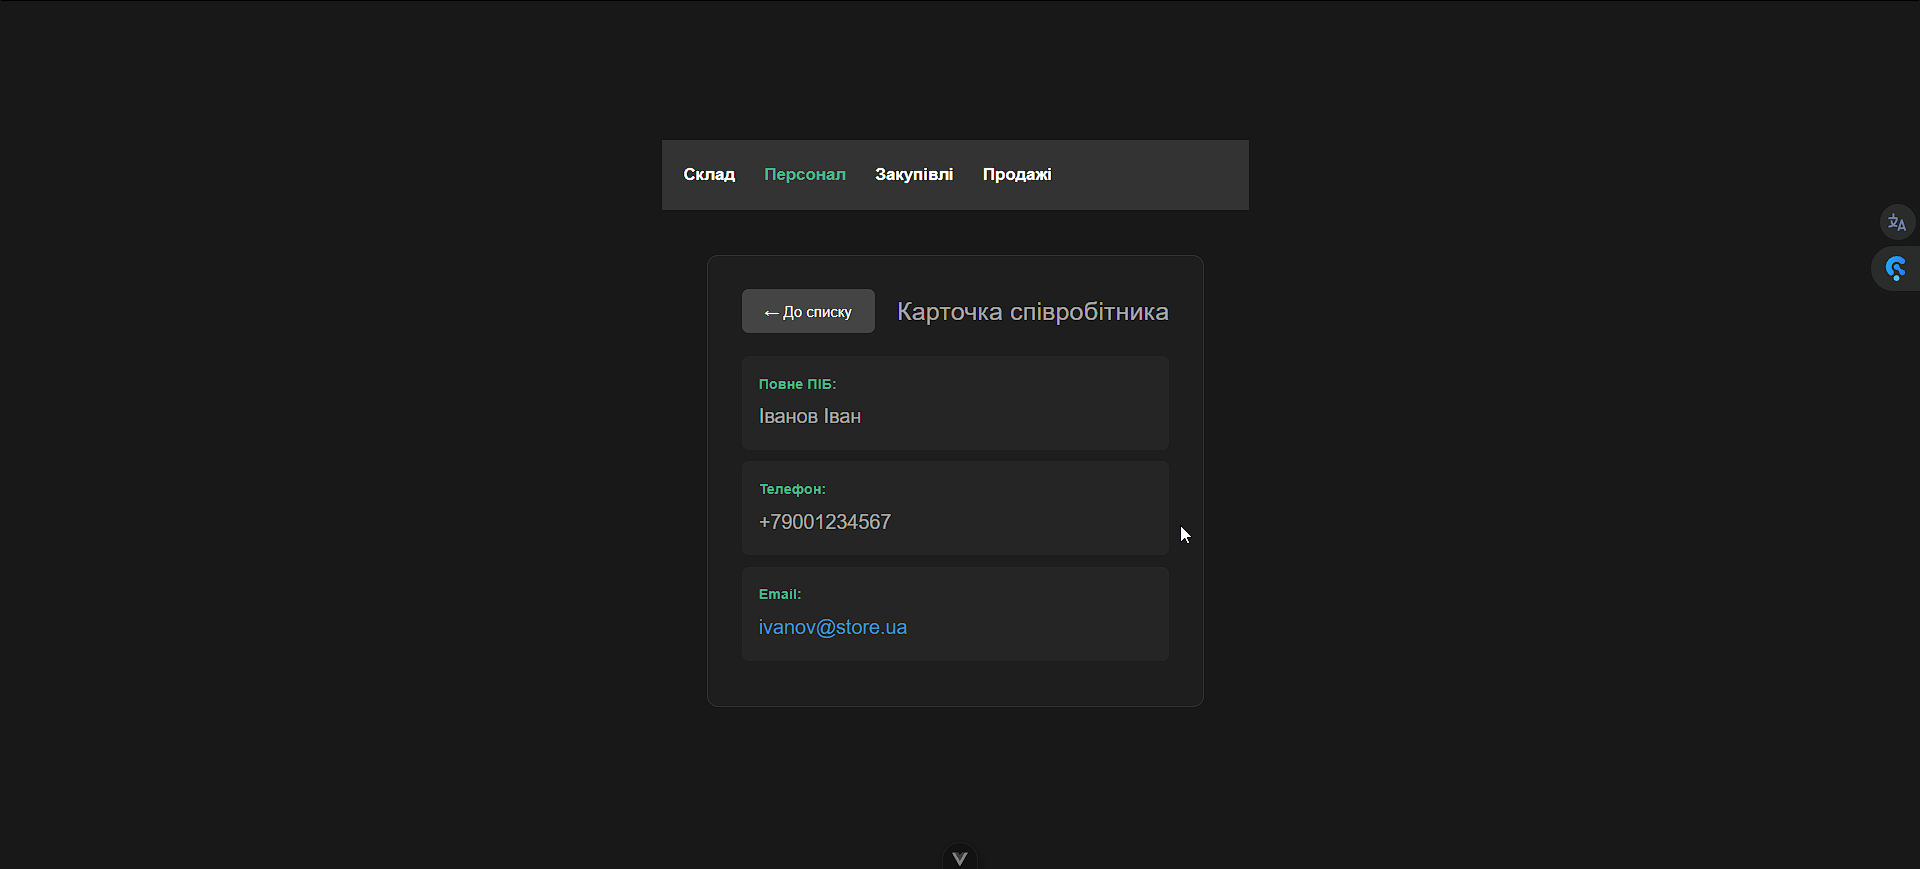 Склад Персонал Закупівлі Продажі
← До списку Карточка співробітника
Повне ПІБ:
Іванов Іван
Телефон:
+79001234567
Email:
ivanov@store.ua